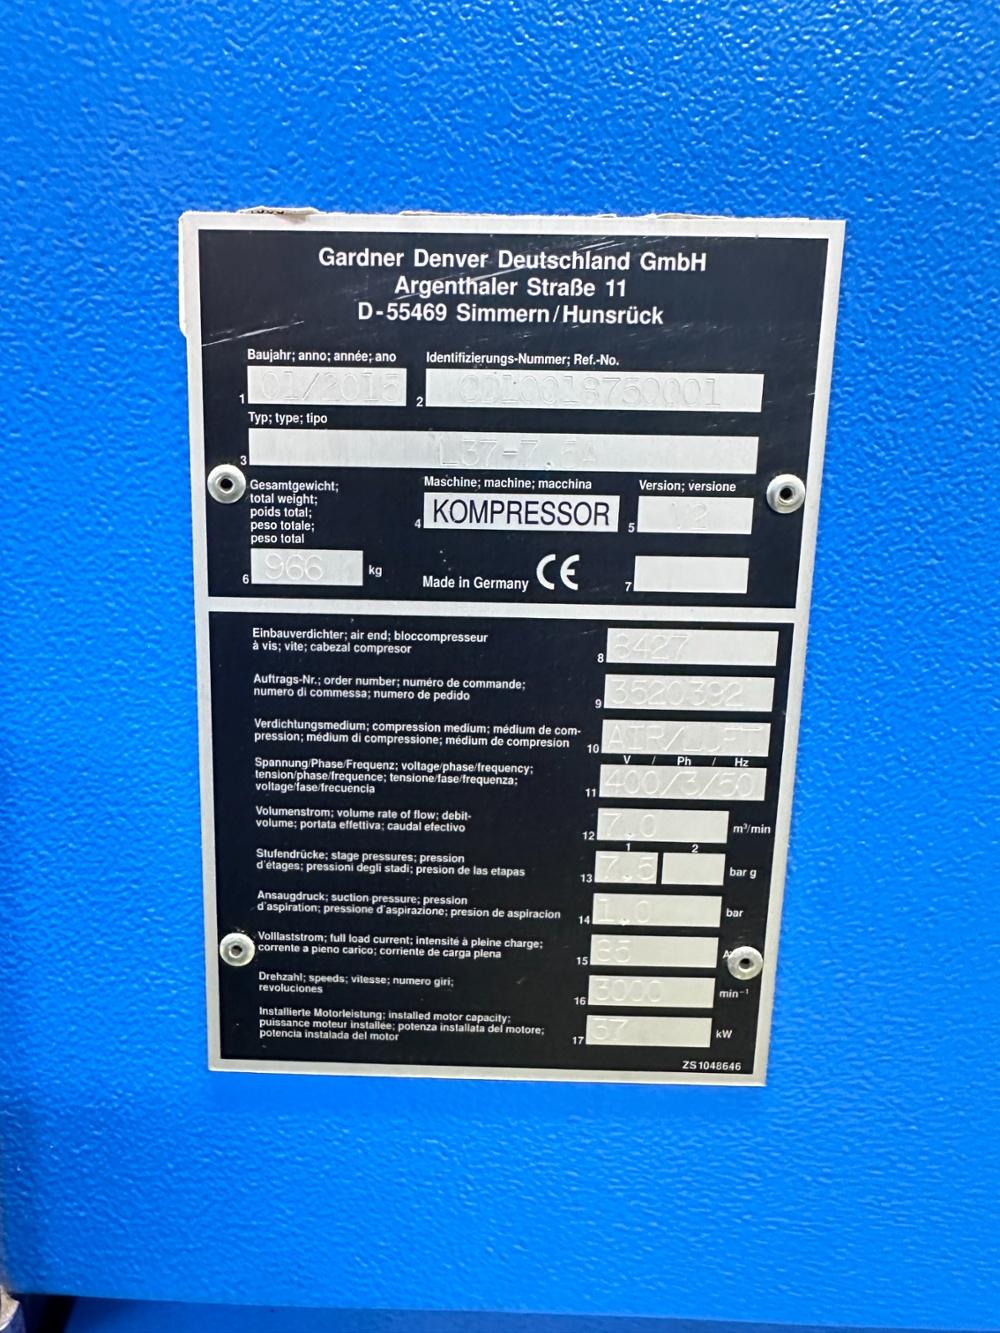 Gardner Denver Deutschland GmbH
Argenthaler Straße 11
D-55469 Simmern/Hunsrück
Baujahr; anno; année; ano
Identifizierungs-Nummer; Ref.-No.
1 01/2015
2 CD10018750001
Typ; type; tipo
3 L37-7.5A
Gesamtgewicht;
total weight;
poids total;
peso totale;
peso total
Maschine; machine; macchina
4 KOMPRESSOR
Version; versione
5 V2
6 966 kg
Made in Germany CE
7
Einbauverdichter; air end; bloccompresseur
à vis; vite; cabezal compresor
8 8427
Auftrags-Nr.; order number; numéro de commande;
numero di commessa; numero de pedido
9 3520392
Verdichtungsmedium; compression medium; médium de com-
pression; médium di compressione; médium de compresion
10 AIR/LUFT
V / Ph / Hz
Spannung/Phase/Frequenz; voltage/phase/frequency;
tension/phase/frequence; tensione/fase/frequenza;
voltage/fase/frecuencia
11 400/3/50
Volumenstrom; volume rate of flow; debit-
volume; portata effettiva; caudal efectivo
12 7.0 m³/min
1 2
Stufendrücke; stage pressures; pression
d'étages; pressioni degli stadi; presion de las etapas
13 7.5 bar g
Ansaugdruck; suction pressure; pression
d'aspiration; pressione d'aspirazione; presion de aspiracion
14 1.0 bar
Volllaststrom; full load current; intensité à pleine charge;
corrente a pieno carico; corriente de carga plena
15
Drehzahl; speeds; vitesse; numero giri;
revoluciones
16 3000 min⁻¹
Installierte Motorleistung; installed motor capacity;
puissance moteur installée; potenza installata del motore;
potencia instalada del motor
17 37 kW
ZS1048646